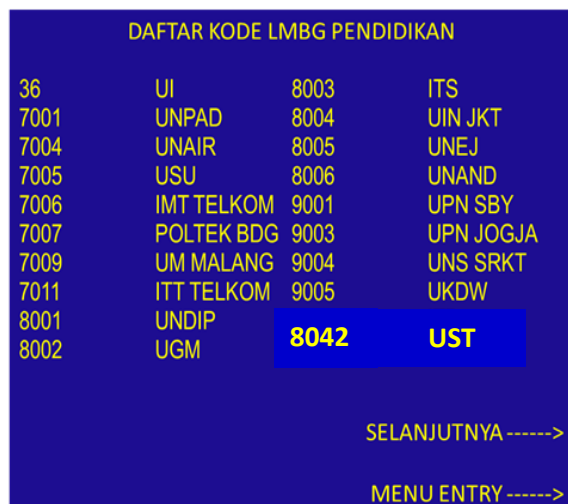 DAFTAR KODE LMBG PENDIDIKAN
36 UI 8003 ITS
7001 UNPAD 8004 UIN JKT
7004 UNAIR 8005 UNEJ
7005 USU 8006 UNAND
7006 IMT TELKOM 9001 UPN SBY
7007 POLTEK BDG 9003 UPN JOGJA
7009 UM MALANG 9004 UNS SRKT
7011 ITT TELKOM 9005 UKDW
8001 UNDIP 8042 UST
8002 UGM
SELANJUTNYA ------>
MENU ENTRY ------>